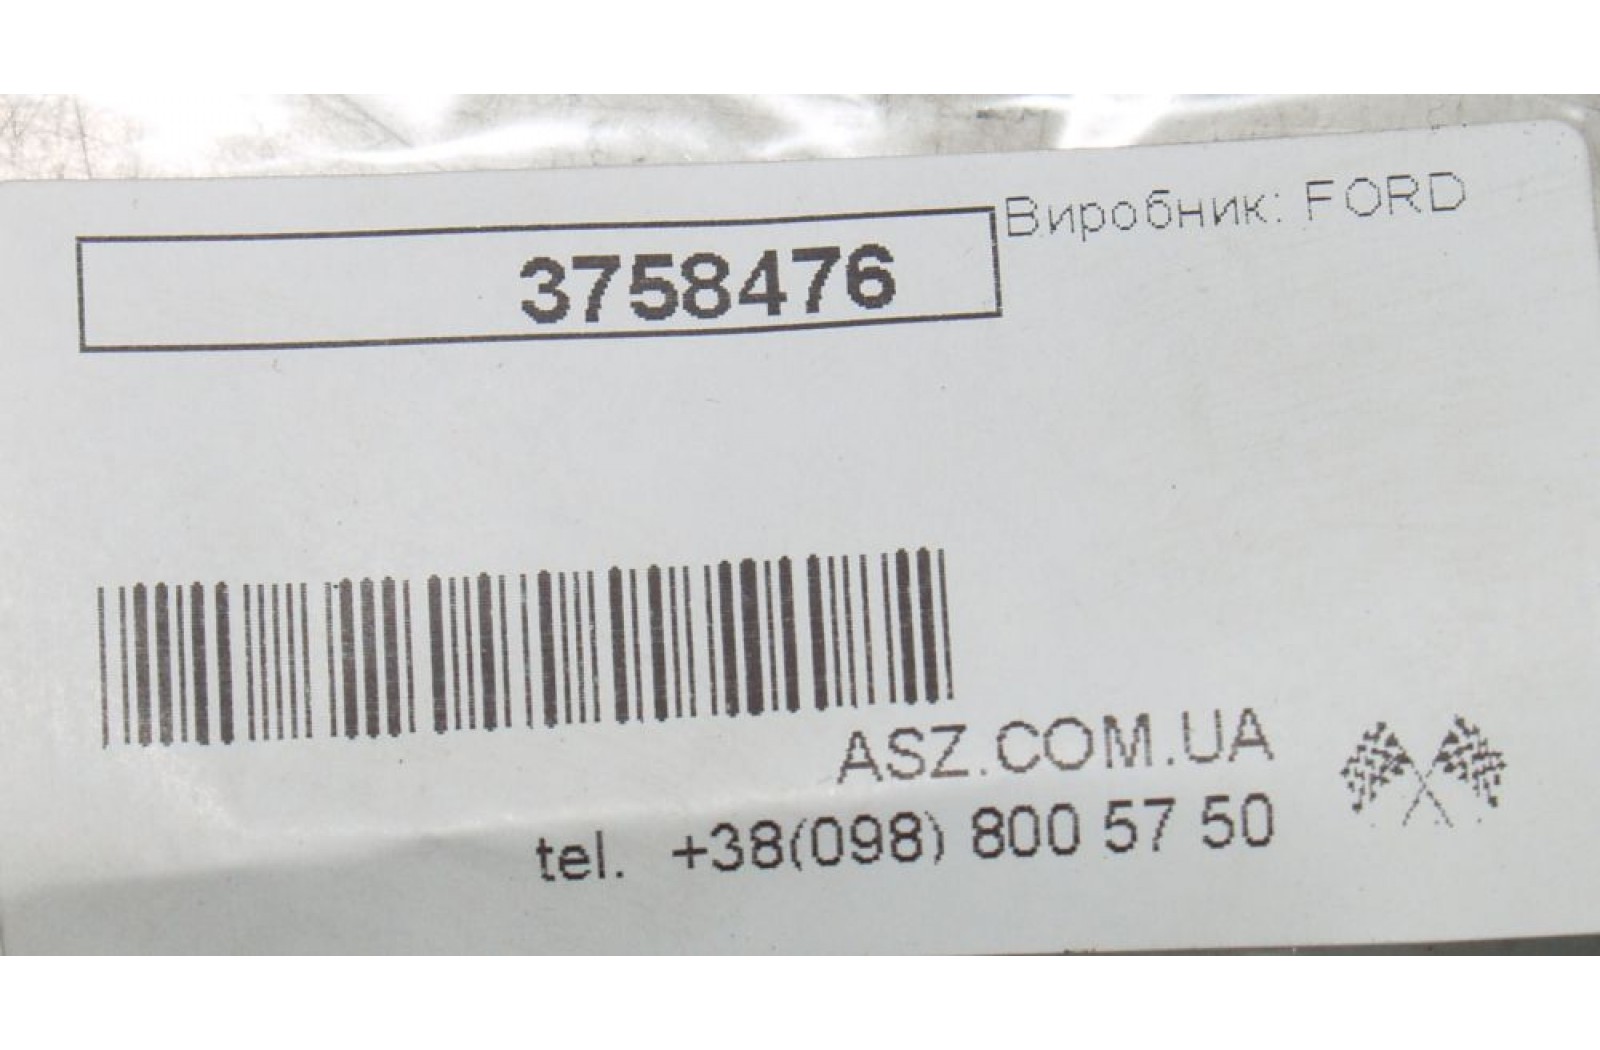 Виробник: FORD
3758476
ASZ.COM.UA
tel. +38(098) 800 57 50